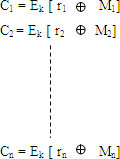 C₁ = Eₖ [ r₁ ⊕ M₁]
C₂ = Eₖ [ r₂ ⊕ M₂]
Cₙ = Eₖ [ rₙ ⊕ Mₙ]